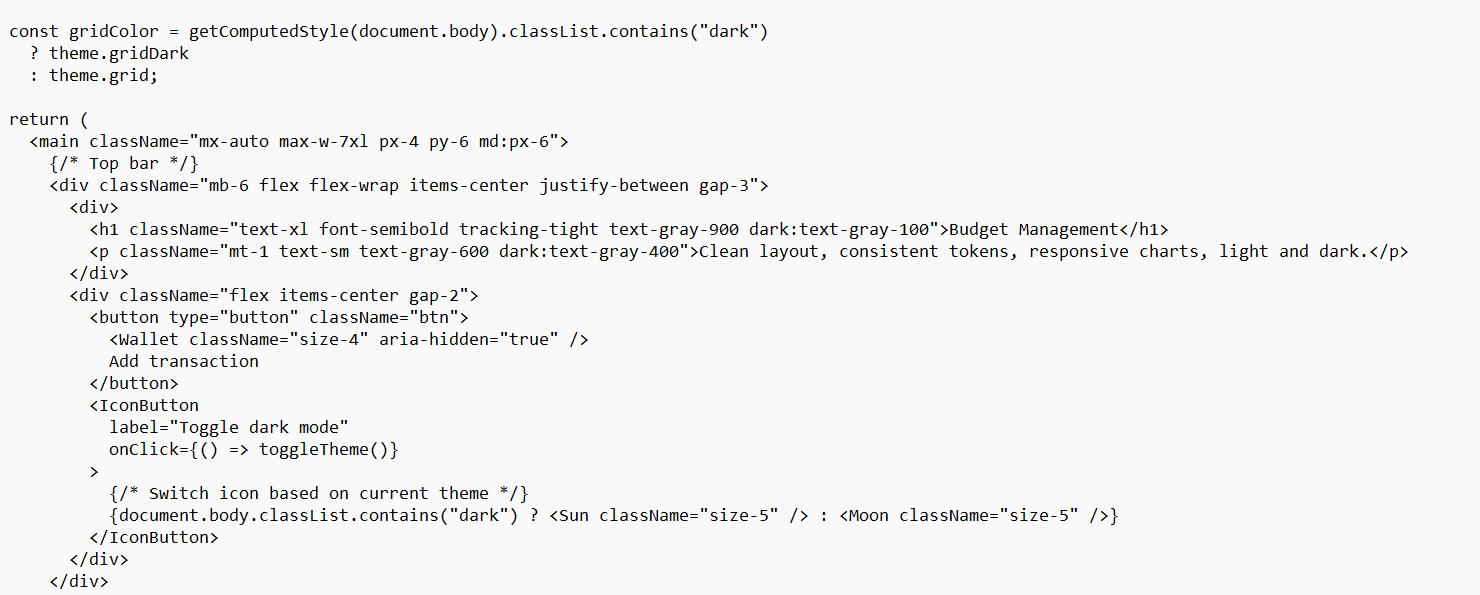 const gridColor = getComputedStyle(document.body).classList.contains("dark")
  ? theme.gridDark
  : theme.grid;

return (
  <main className="mx-auto max-w-7xl px-4 py-6 md:px-6">
    {/* Top bar */}
    <div className="mb-6 flex flex-wrap items-center justify-between gap-3">
      <div>
        <h1 className="text-xl font-semibold tracking-tight text-gray-900 dark:text-gray-100">Budget Management</h1>
        <p className="mt-1 text-sm text-gray-600 dark:text-gray-400">Clean layout, consistent tokens, responsive charts, light and dark.</p>
      </div>
      <div className="flex items-center gap-2">
        <button type="button" className="btn">
          <Wallet className="size-4" aria-hidden="true" />
          Add transaction
        </button>
        <IconButton
          label="Toggle dark mode"
          onClick={() => toggleTheme()}
        >
          {/* Switch icon based on current theme */}
          {document.body.classList.contains("dark") ? <Sun className="size-5" /> : <Moon className="size-5" />}
        </IconButton>
      </div>
    </div>